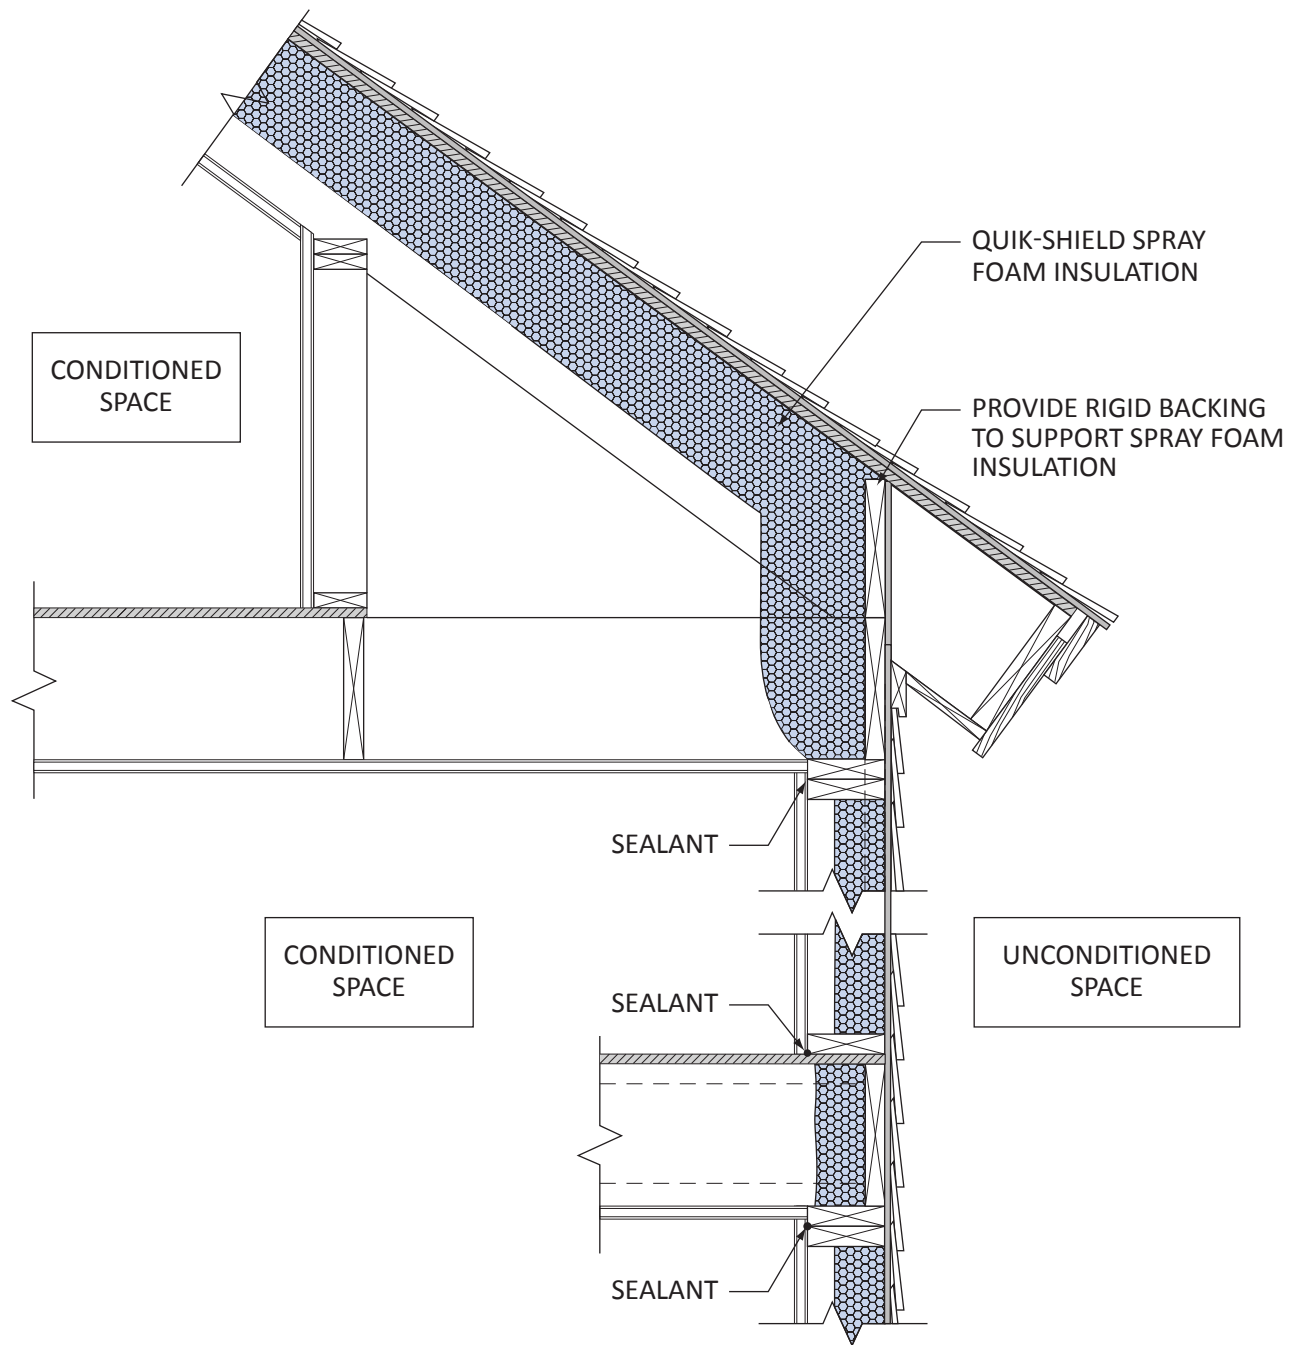 QUIK-SHIELD SPRAY
FOAM INSULATION
CONDITIONED
SPACE
PROVIDE RIGID BACKING
TO SUPPORT SPRAY FOAM
INSULATION
SEALANT
CONDITIONED
SPACE
UNCONDITIONED
SPACE
SEALANT
SEALANT